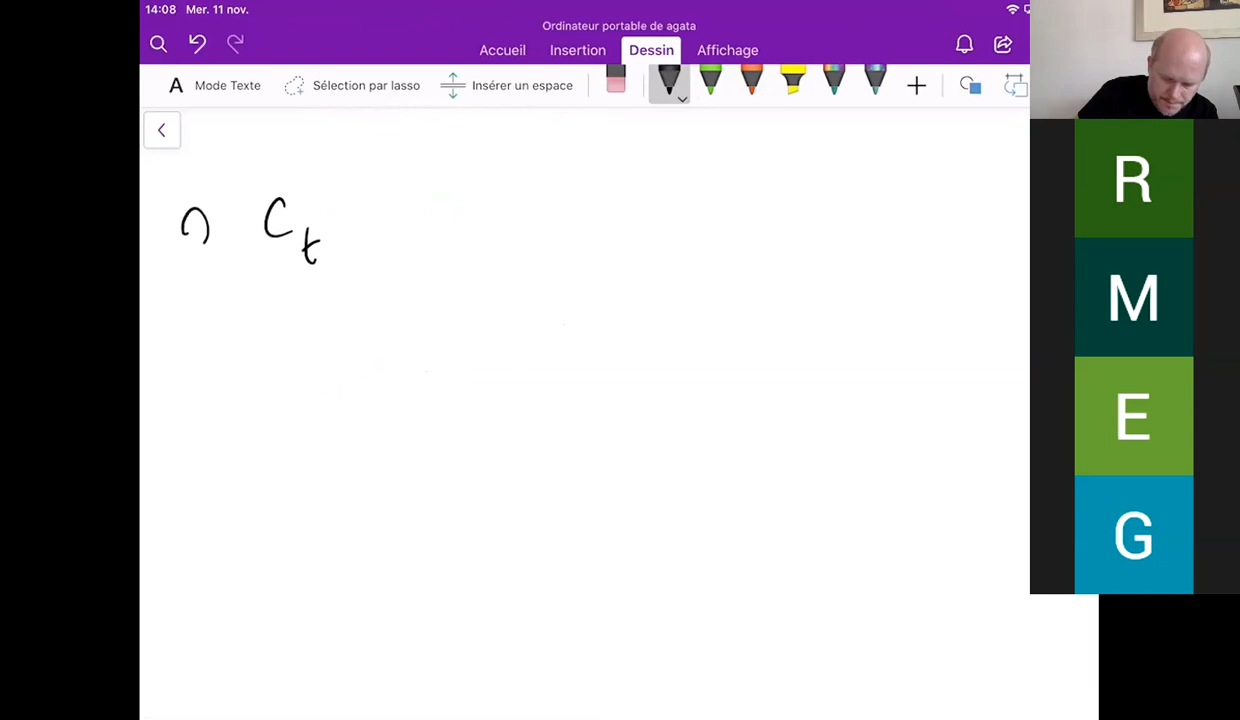 14:08 Mer. 11 nov.
Ordinateur portable de agata
Accueil Insertion Dessin Affichage
A Mode Texte Sélection par lasso Insérer un espace
C_t
R
M
E
G